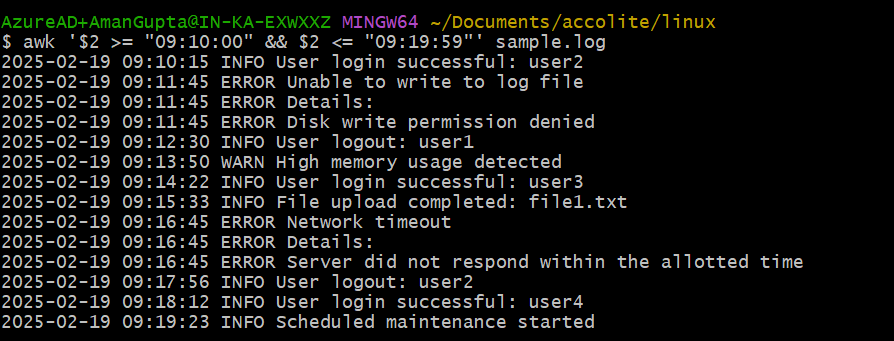 AzureAD+AmanGupta@IN-KA-EXWXXZ MINGW64 ~/Documents/accolite/linux
$ awk '$2 >= "09:10:00" && $2 <= "09:19:59"' sample.log
2025-02-19 09:10:15 INFO User login successful: user2
2025-02-19 09:11:45 ERROR Unable to write to log file
2025-02-19 09:11:45 ERROR Details:
2025-02-19 09:11:45 ERROR Disk write permission denied
2025-02-19 09:12:30 INFO User logout: user1
2025-02-19 09:13:50 WARN High memory usage detected
2025-02-19 09:14:22 INFO User login successful: user3
2025-02-19 09:15:33 INFO File upload completed: file1.txt
2025-02-19 09:16:45 ERROR Network timeout
2025-02-19 09:16:45 ERROR Details:
2025-02-19 09:16:45 ERROR Server did not respond within the allotted time
2025-02-19 09:17:56 INFO User logout: user2
2025-02-19 09:18:12 INFO User login successful: user4
2025-02-19 09:19:23 INFO Scheduled maintenance started